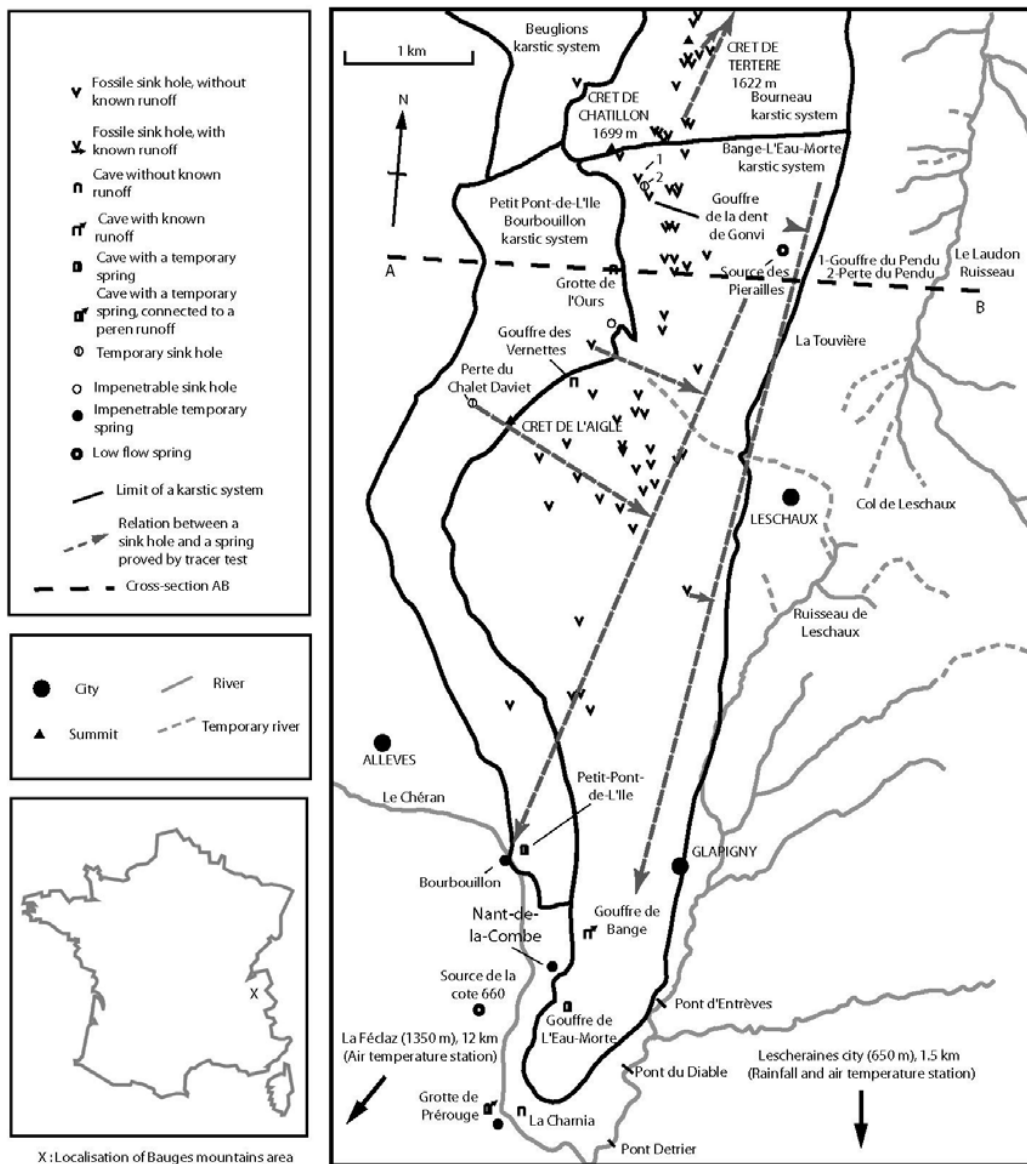 Fossile sink hole, without
known runoff
Fossile sink hole, with
known runoff
Cave without known
runoff
Cave with known
runoff
Cave with a temporary
spring
Cave with a temporary
spring, connected to a
peren runoff
Temporary sink hole
Impenetrable sink hole
Impenetrable temporary
spring
Low flow spring
Limit of a karstic system
Relation between a
sink hole and a spring
proved by tracer test
Cross-section AB
City
River
Summit
Temporary river
X
X : Localisation of Bauges mountains area
1 km
N
Beuglions
karstic system
CRET DE
TERTERE
1622 m
CRET DE
CHATILLON
1699 m
Bourneau
karstic system
Bange-L'Eau-Morte
karstic system
1
2
Petit Pont-de-L'Ile
Bourbouillon
karstic system
Gouffre
de la dent
de Gonvi
Le Laudon
Ruisseau
A
1-Gouffre du Pendu
2-Perte du Pendu
Source des
Pierailles
B
Grotte de
l'Ours
Gouffre des
Vernettes
La Touvière
Perte du
Chalet Daviet
CRET DE L'AIGLE
LESCHAUX
Col de Leschaux
Ruisseau de
Leschaux
ALLEVES
Le Chéran
Petit-Pont-
de-L'Ile
Bourbouillon
GLAPIGNY
Nant-de-
la-Combe
Gouffre de
Bange
Source de la
cote 660
Gouffre de
L'Eau-Morte
Pont d'Entrèves
La Féclaz (1350 m), 12 km
(Air temperature station)
Pont du Diable
Lescheraines city (650 m), 1.5 km
(Rainfall and air temperature station)
Grotte de
Prérouge
La Charnia
Pont Detrier